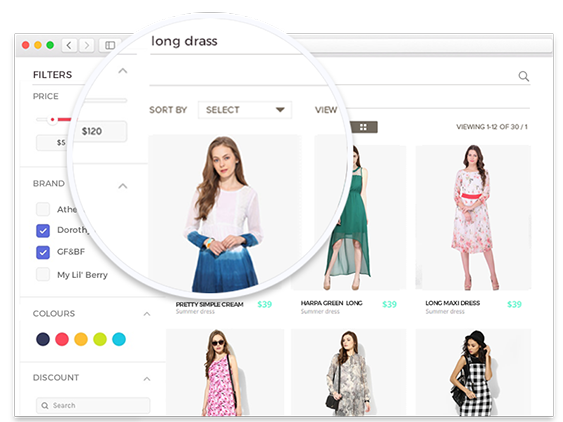 long drass
FILTERS
PRICE
$120
SORT BY SELECT VIEW
VIEWING 1-12 OF 30 / 1
BRAND
Dorothy
GF&BF
My Lil' Berry
COLOURS
DISCOUNT
Search
PRETTY SIMPLE CREAM $39
Summer dress
HARPA GREEN LONG $39
Summer dress
LONG MAXI DRESS $39
Summer dress